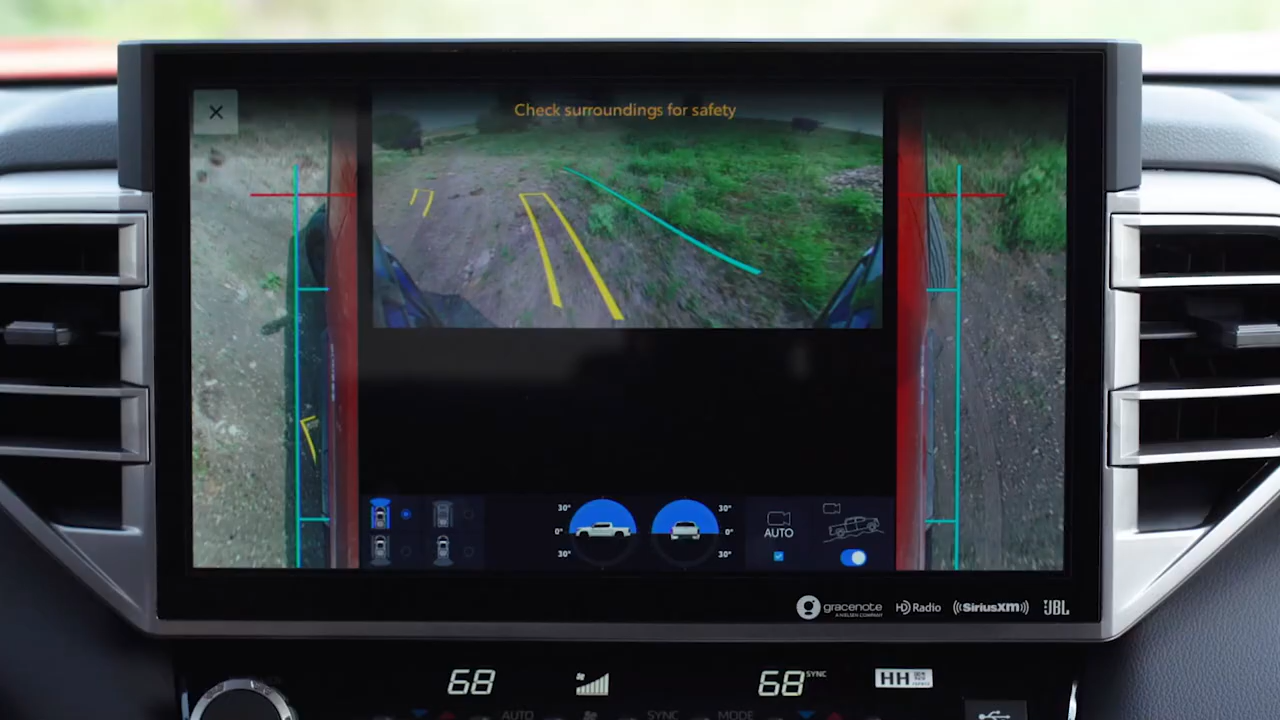 Check surroundings for safety
30° 30°
0° 0°
30° 30°
AUTO
gracenote
A NIELSEN COMPANY
HD Radio
((SiriusXM))
JBL
68
68 SYNC
HH
AUTO SYNC MODE